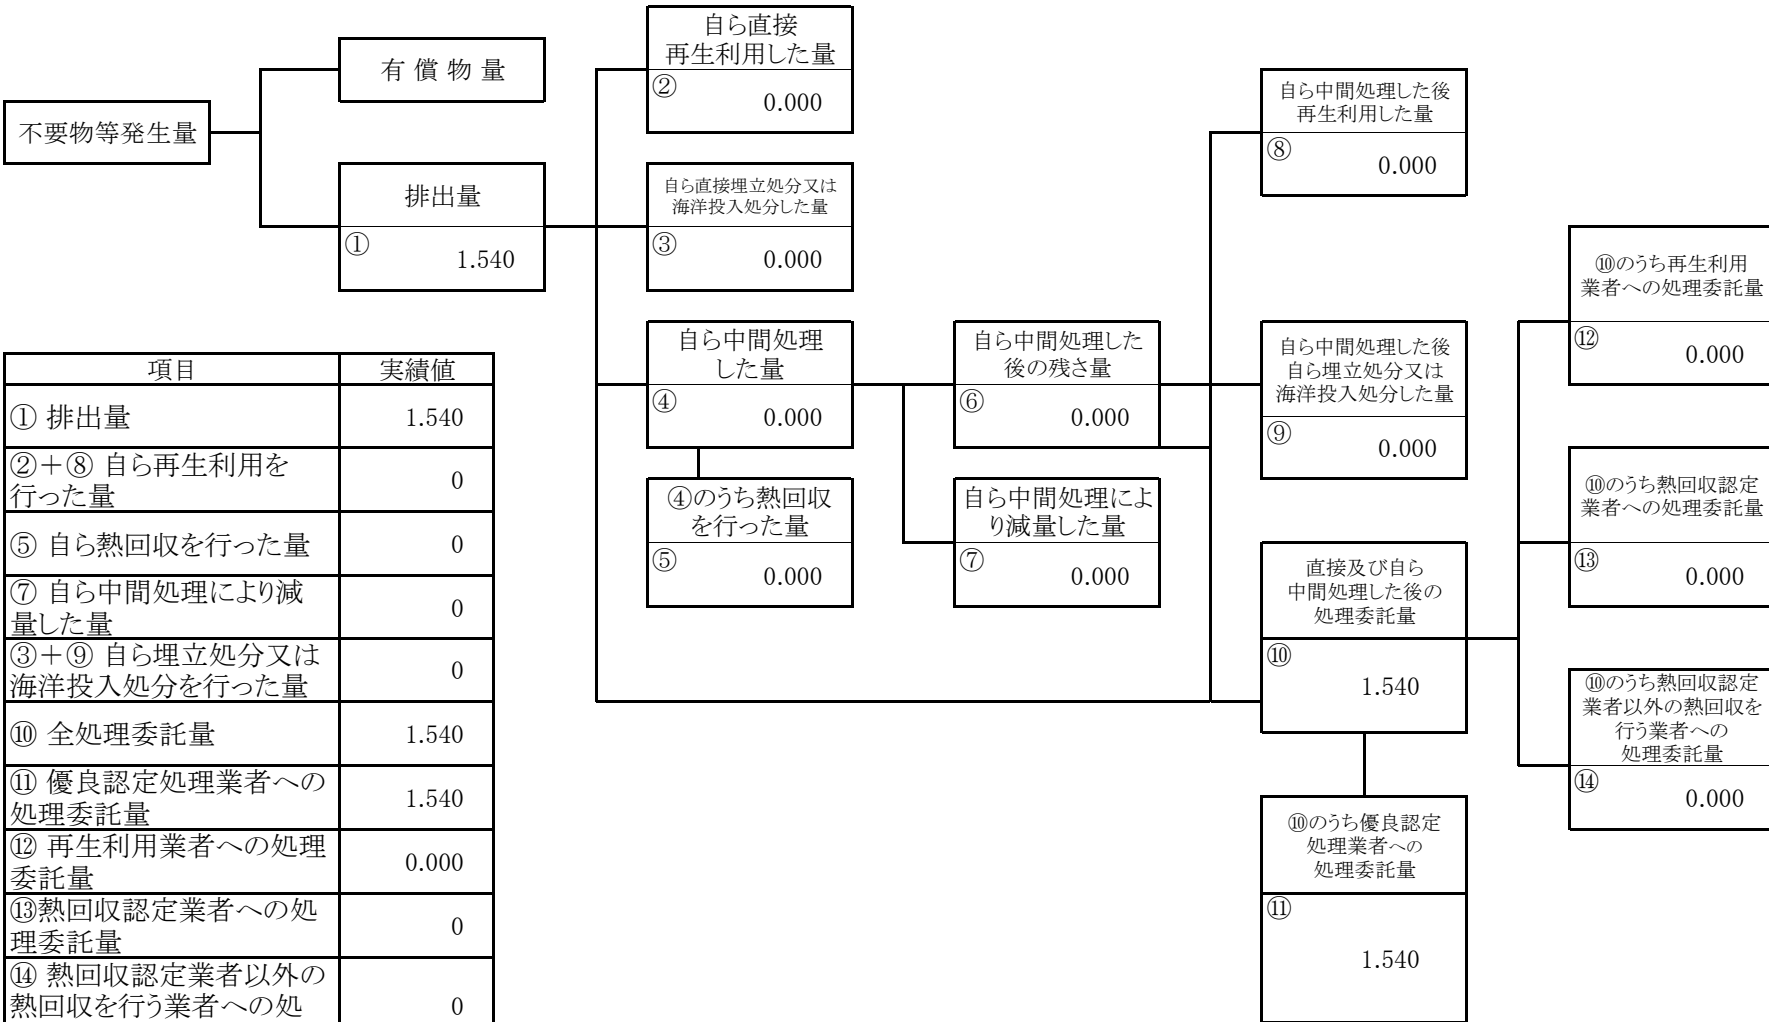 不要物等発生量
有 償 物 量
排出量
①
1.540
自ら直接
再生利用した量
②
0.000
自ら直接埋立処分又は
海洋投入処分した量
③
0.000
自ら中間処理
した量
④
0.000
④のうち熱回収
を行った量
⑤
0.000
自ら中間処理した
後の残さ量
⑥
0.000
自ら中間処理によ
り減量した量
⑦
0.000
自ら中間処理した後
再生利用した量
⑧
0.000
自ら中間処理した後
自ら埋立処分又は
海洋投入処分した量
⑨
0.000
直接及び自ら
中間処理した後の
処理委託量
⑩
1.540
⑩のうち優良認定
処理業者への
処理委託量
⑪
1.540
⑩のうち再生利用
業者への処理委託量
⑫
0.000
⑩のうち熱回収認定
業者への処理委託量
⑬
0.000
⑩のうち熱回収認定
業者以外の熱回収を
行う業者への
処理委託量
⑭
0.000
項目 実績値
① 排出量 1.540
②＋⑧ 自ら再生利用を
行った量 0
⑤ 自ら熱回収を行った量 0
⑦ 自ら中間処理により減
量した量 0
③＋⑨ 自ら埋立処分又は
海洋投入処分を行った量 0
⑩ 全処理委託量 1.540
⑪ 優良認定処理業者への
処理委託量 1.540
⑫ 再生利用業者への処理
委託量 0.000
⑬熱回収認定業者への処
理委託量 0
⑭ 熱回収認定業者以外の
熱回収を行う業者への処 0